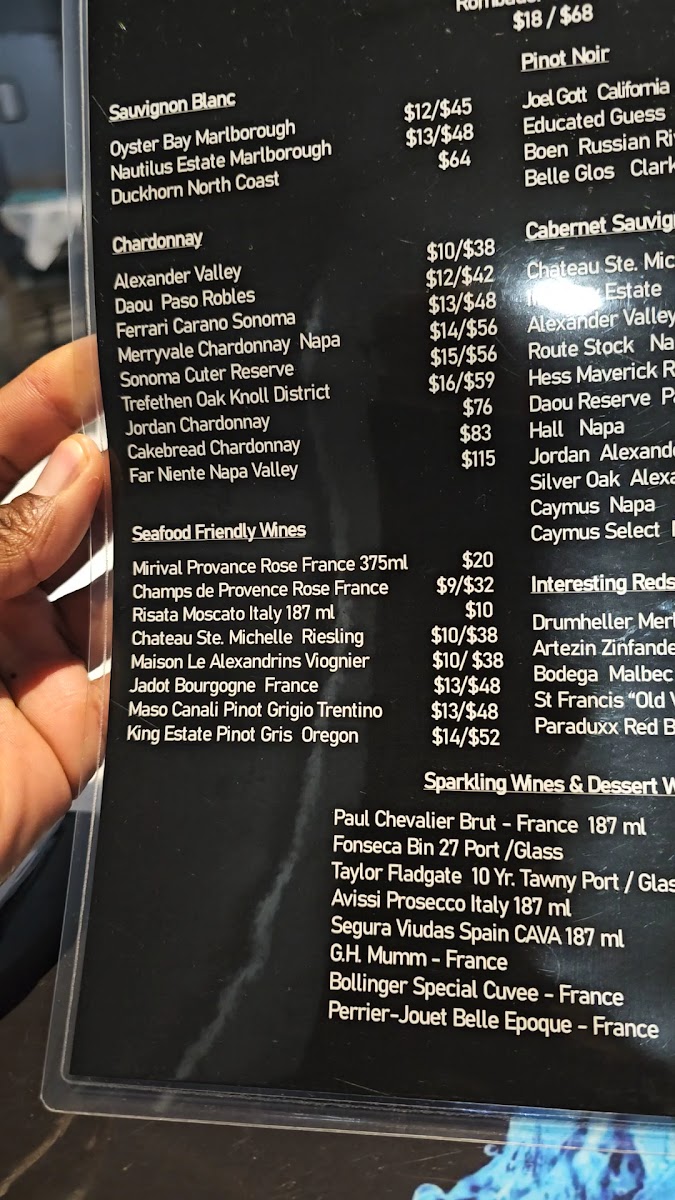 $18 / $68
Sauvignon Blanc
Oyster Bay Marlborough $12/$45
Nautilus Estate Marlborough $13/$48
Duckhorn North Coast $64
Chardonnay
Alexander Valley $10/$38
Daou Paso Robles $12/$42
Ferrari Carano Sonoma $13/$48
Merryvale Chardonnay Napa $14/$56
Sonoma Cuter Reserve $15/$56
Trefethen Oak Knoll District $16/$59
Jordan Chardonnay $76
Cakebread Chardonnay $83
Far Niente Napa Valley $115
Seafood Friendly Wines
Mirival Provance Rose France 375ml $20
Champs de Provence Rose France $9/$32
Risata Moscato Italy 187 ml $10
Chateau Ste. Michelle Riesling $10/$38
Maison Le Alexandrins Viognier $10/ $38
Jadot Bourgogne France $13/$48
Maso Canali Pinot Grigio Trentino $13/$48
King Estate Pinot Gris Oregon $14/$52
Pinot Noir
Joel Gott California
Educated Guess
Boen Russian
Belle Glos
Cabernet
Chateau Ste.
Estate
Alexander Valley
Route Stock
Hess Maverick
Daou Reserve
Hall Napa
Jordan
Silver Oak
Caymus Napa
Caymus Select
Interesting Reds
Drumheller
Artezin
Bodega Malbec
St Francis “Old
Paraduxx Red
Sparkling Wines & Dessert
Paul Chevalier Brut - France 187 ml
Fonseca Bin 27 Port /Glass
Taylor Fladgate 10 Yr. Tawny Port /
Avissi Prosecco Italy 187 ml
Segura Viudas Spain CAVA 187 ml
G.H. Mumm - France
Bollinger Special Cuvee - France
Perrier-Jouet Belle Epoque - France